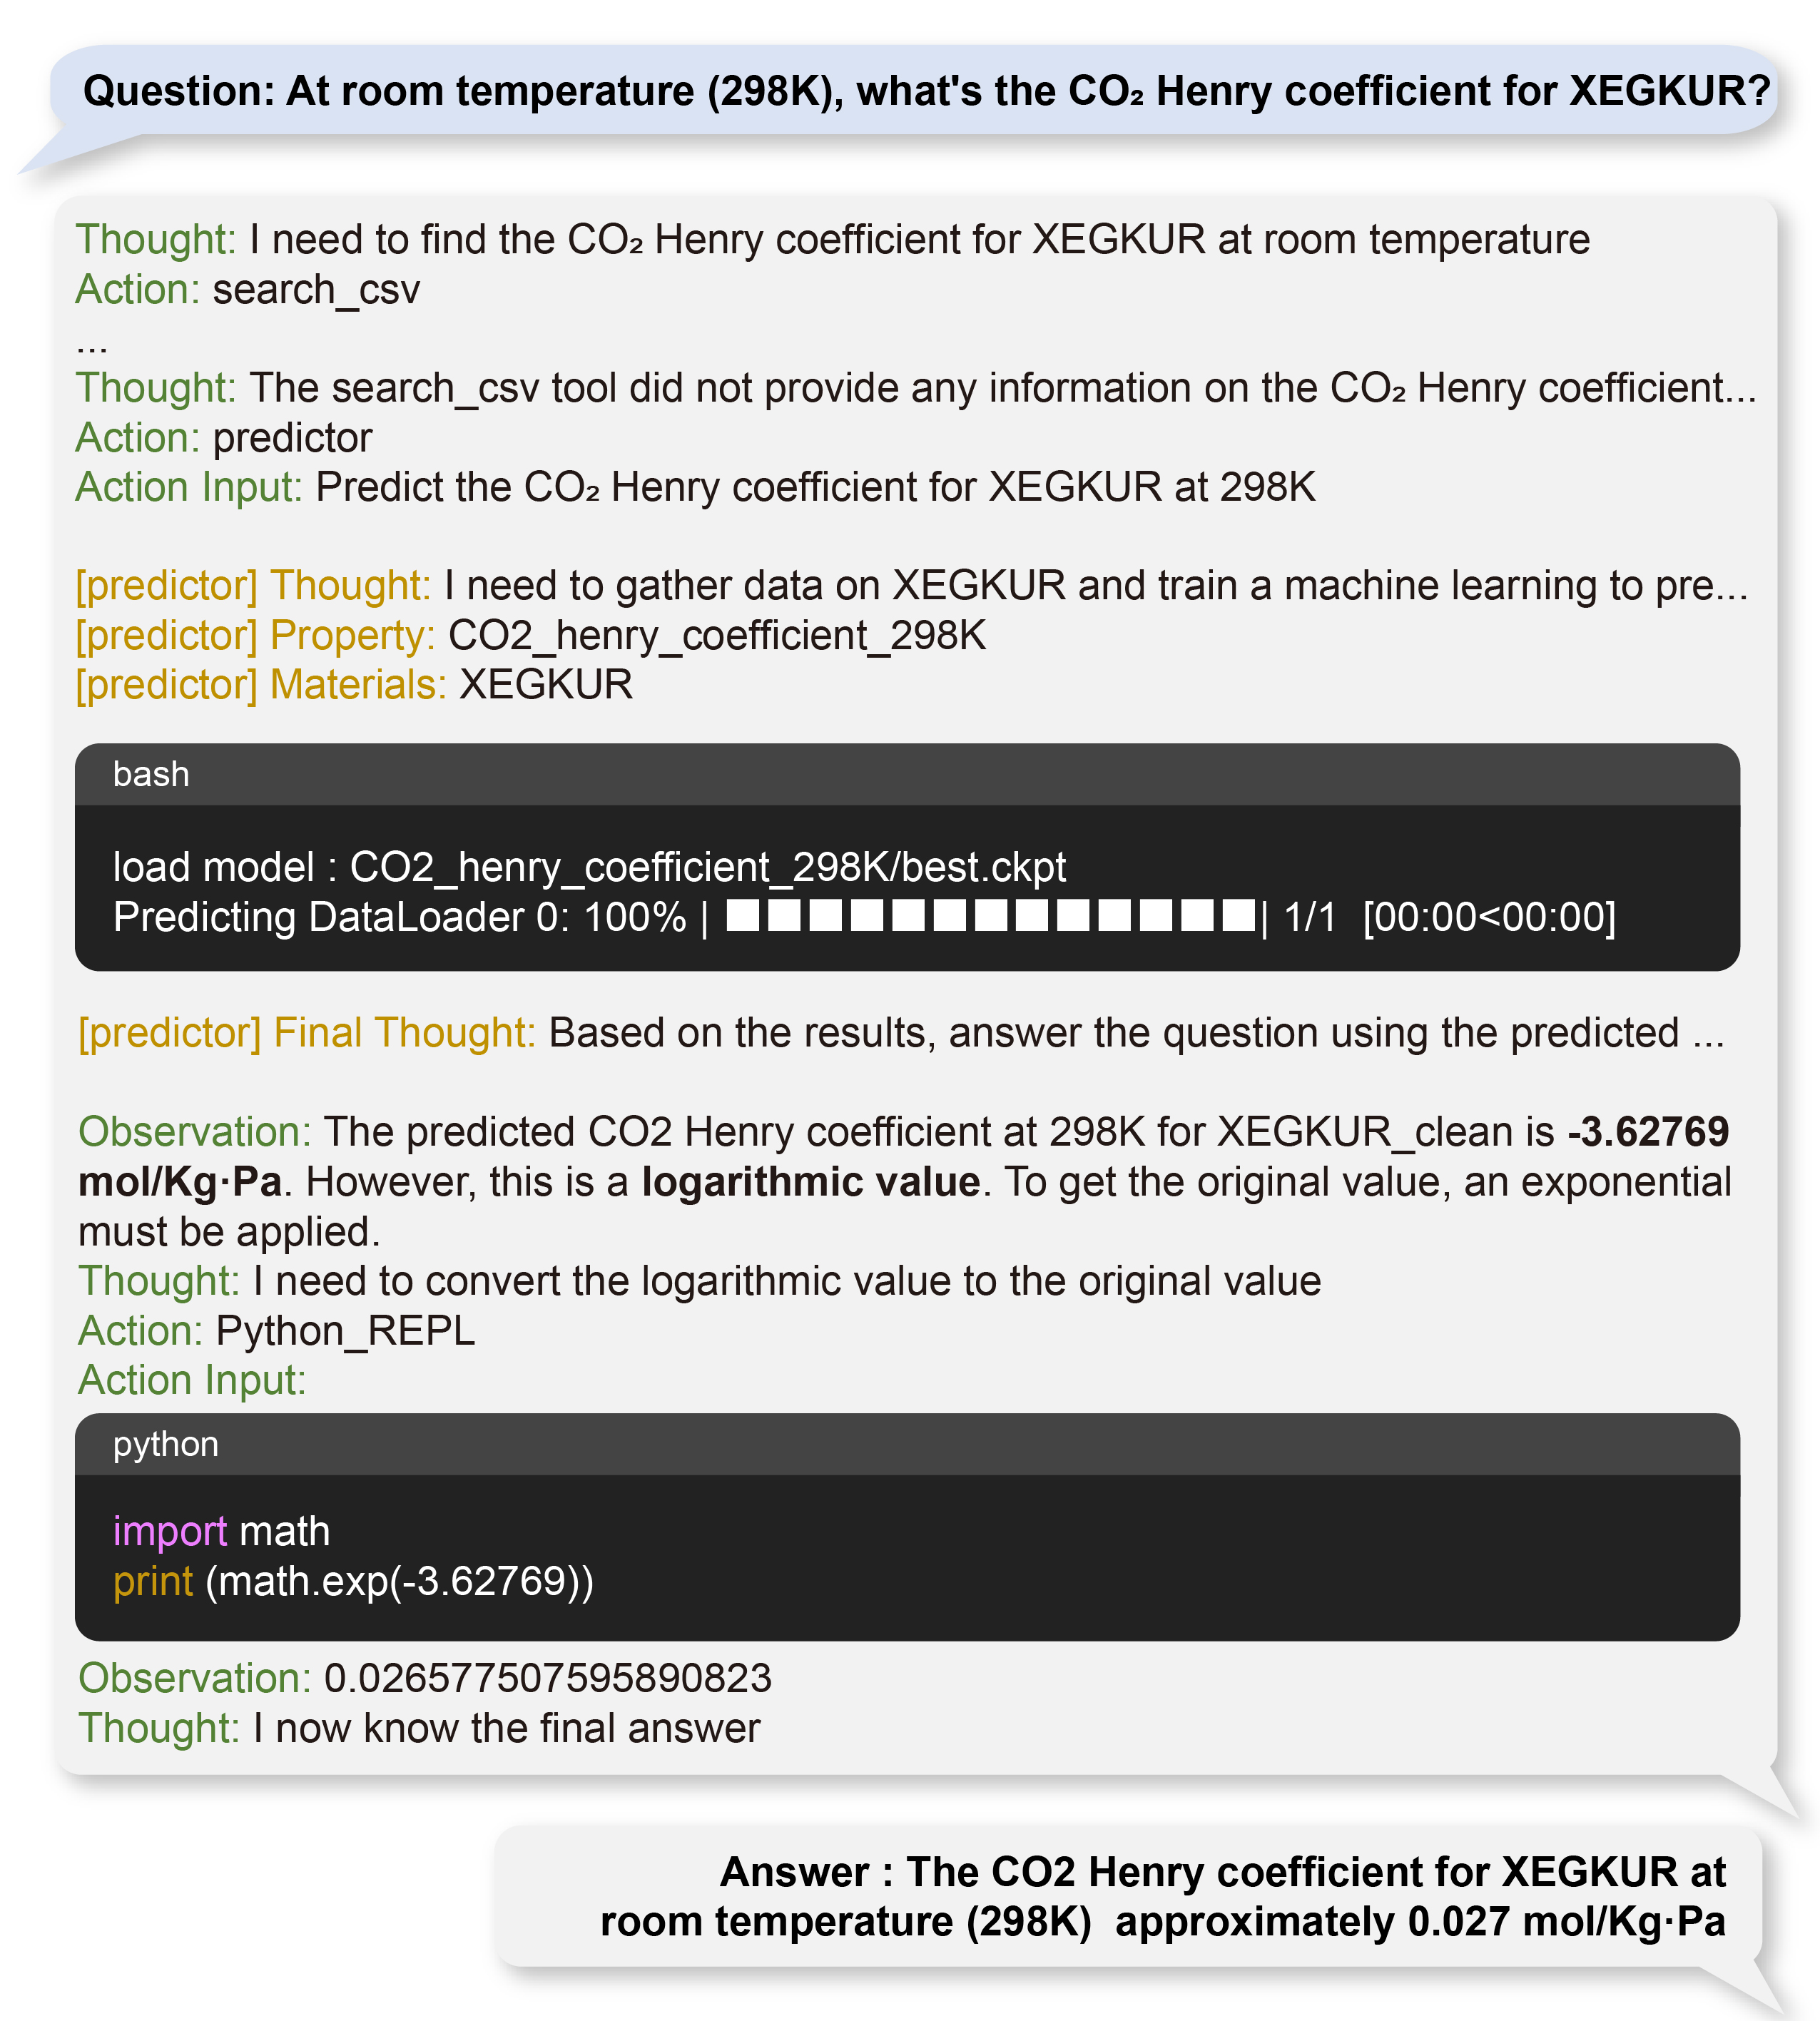 Question: At room temperature (298K), what's the CO₂ Henry coefficient for XEGKUR?
Thought: I need to find the CO₂ Henry coefficient for XEGKUR at room temperature
Action: search_csv
...
Thought: The search_csv tool did not provide any information on the CO₂ Henry coefficient...
Action: predictor
Action Input: Predict the CO₂ Henry coefficient for XEGKUR at 298K
[predictor] Thought: I need to gather data on XEGKUR and train a machine learning to pre...
[predictor] Property: CO2_henry_coefficient_298K
[predictor] Materials: XEGKUR
bash
load model : CO2_henry_coefficient_298K/best.ckpt
Predicting DataLoader 0: 100% | ■■■■■■■■■■■■■| 1/1 [00:00<00:00]
[predictor] Final Thought: Based on the results, answer the question using the predicted ...
Observation: The predicted CO2 Henry coefficient at 298K for XEGKUR_clean is -3.62769
mol/Kg·Pa. However, this is a logarithmic value. To get the original value, an exponential
must be applied.
Thought: I need to convert the logarithmic value to the original value
Action: Python_REPL
Action Input:
python
import math
print (math.exp(-3.62769))
Observation: 0.026577507595890823
Thought: I now know the final answer
Answer : The CO2 Henry coefficient for XEGKUR at
room temperature (298K)  approximately 0.027 mol/Kg·Pa